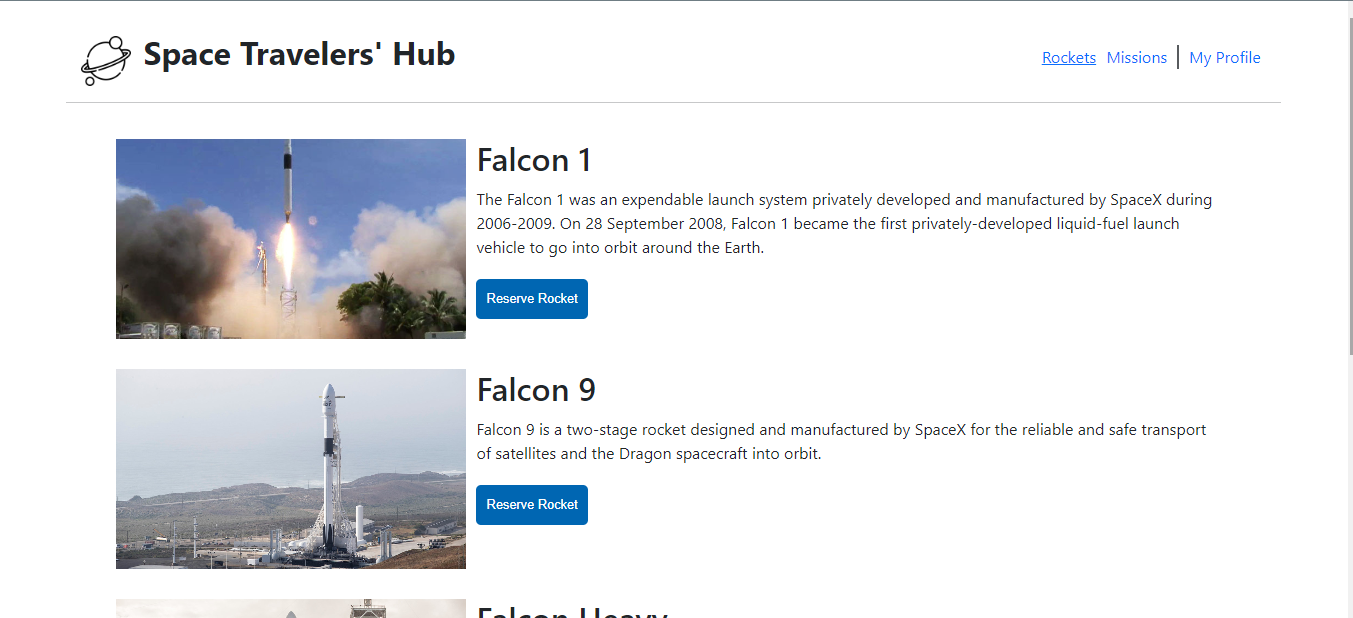 Space Travelers' Hub
Rockets Missions My Profile
Falcon 1
The Falcon 1 was an expendable launch system privately developed and manufactured by SpaceX during
2006-2009. On 28 September 2008, Falcon 1 became the first privately-developed liquid-fuel launch
vehicle to go into orbit around the Earth.
Reserve Rocket
Falcon 9
Falcon 9 is a two-stage rocket designed and manufactured by SpaceX for the reliable and safe transport
of satellites and the Dragon spacecraft into orbit.
Reserve Rocket
Falcon Heavy